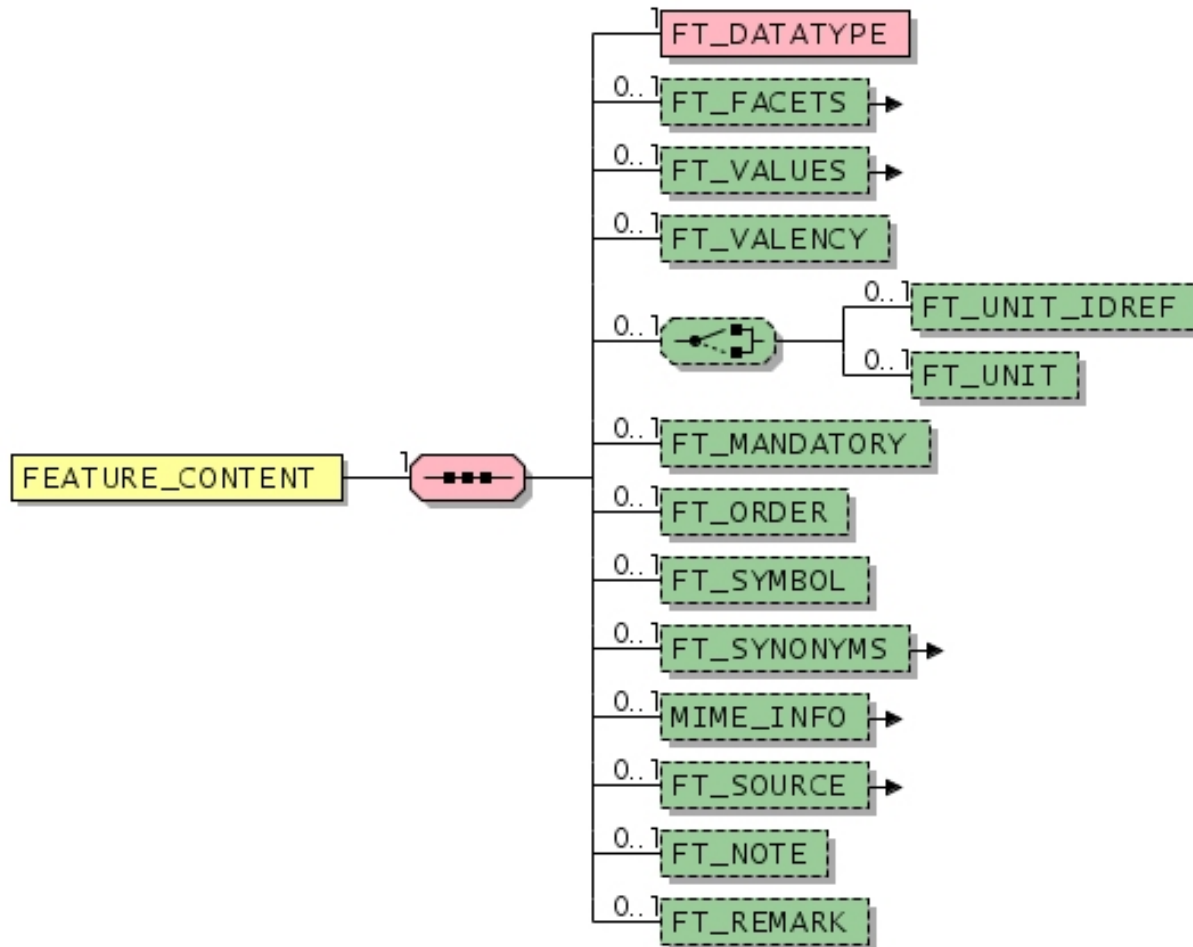 1
FT_DATATYPE
0..1
FT_FACETS
0..1
FT_VALUES
0..1
FT_VALENCY
0..1
0..1
FT_UNIT_IDREF
0..1
FT_UNIT
0..1
FT_MANDATORY
FEATURE_CONTENT
1
0..1
FT_ORDER
0..1
FT_SYMBOL
0..1
FT_SYNONYMS
0..1
MIME_INFO
0..1
FT_SOURCE
0..1
FT_NOTE
0..1
FT_REMARK